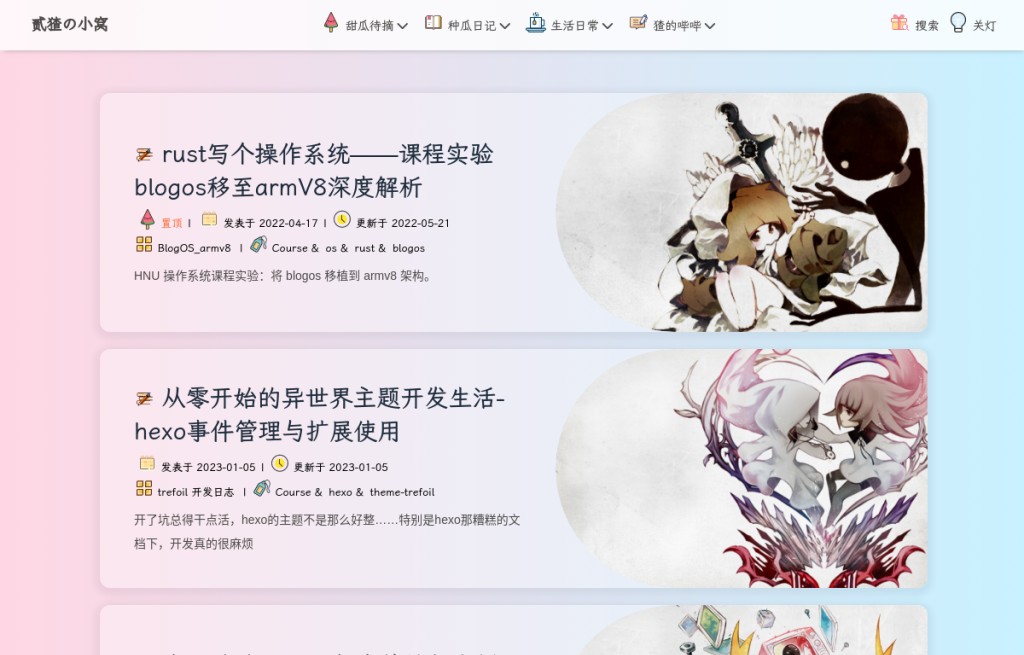 贰猹の小窝
甜瓜待摘 种瓜日记 生活日常 猹的哔哔
搜索 关灯
rust写个操作系统——课程实验
blogos移至armV8深度解析
置顶 | 发表于 2022-04-17 | 更新于 2022-05-21
BlogOS_armv8 | Course & os & rust & blogos
HNU 操作系统课程实验：将 blogos 移植到 armv8 架构。
从零开始的异世界主题开发生活-
hexo事件管理与扩展使用
发表于 2023-01-05 | 更新于 2023-01-05
trefoil 开发日志 | Course & hexo & theme-trefoil
开了坑总得干点活，hexo的主题不是那么好整……特别是hexo那糟糕的文
档下，开发真的很麻烦